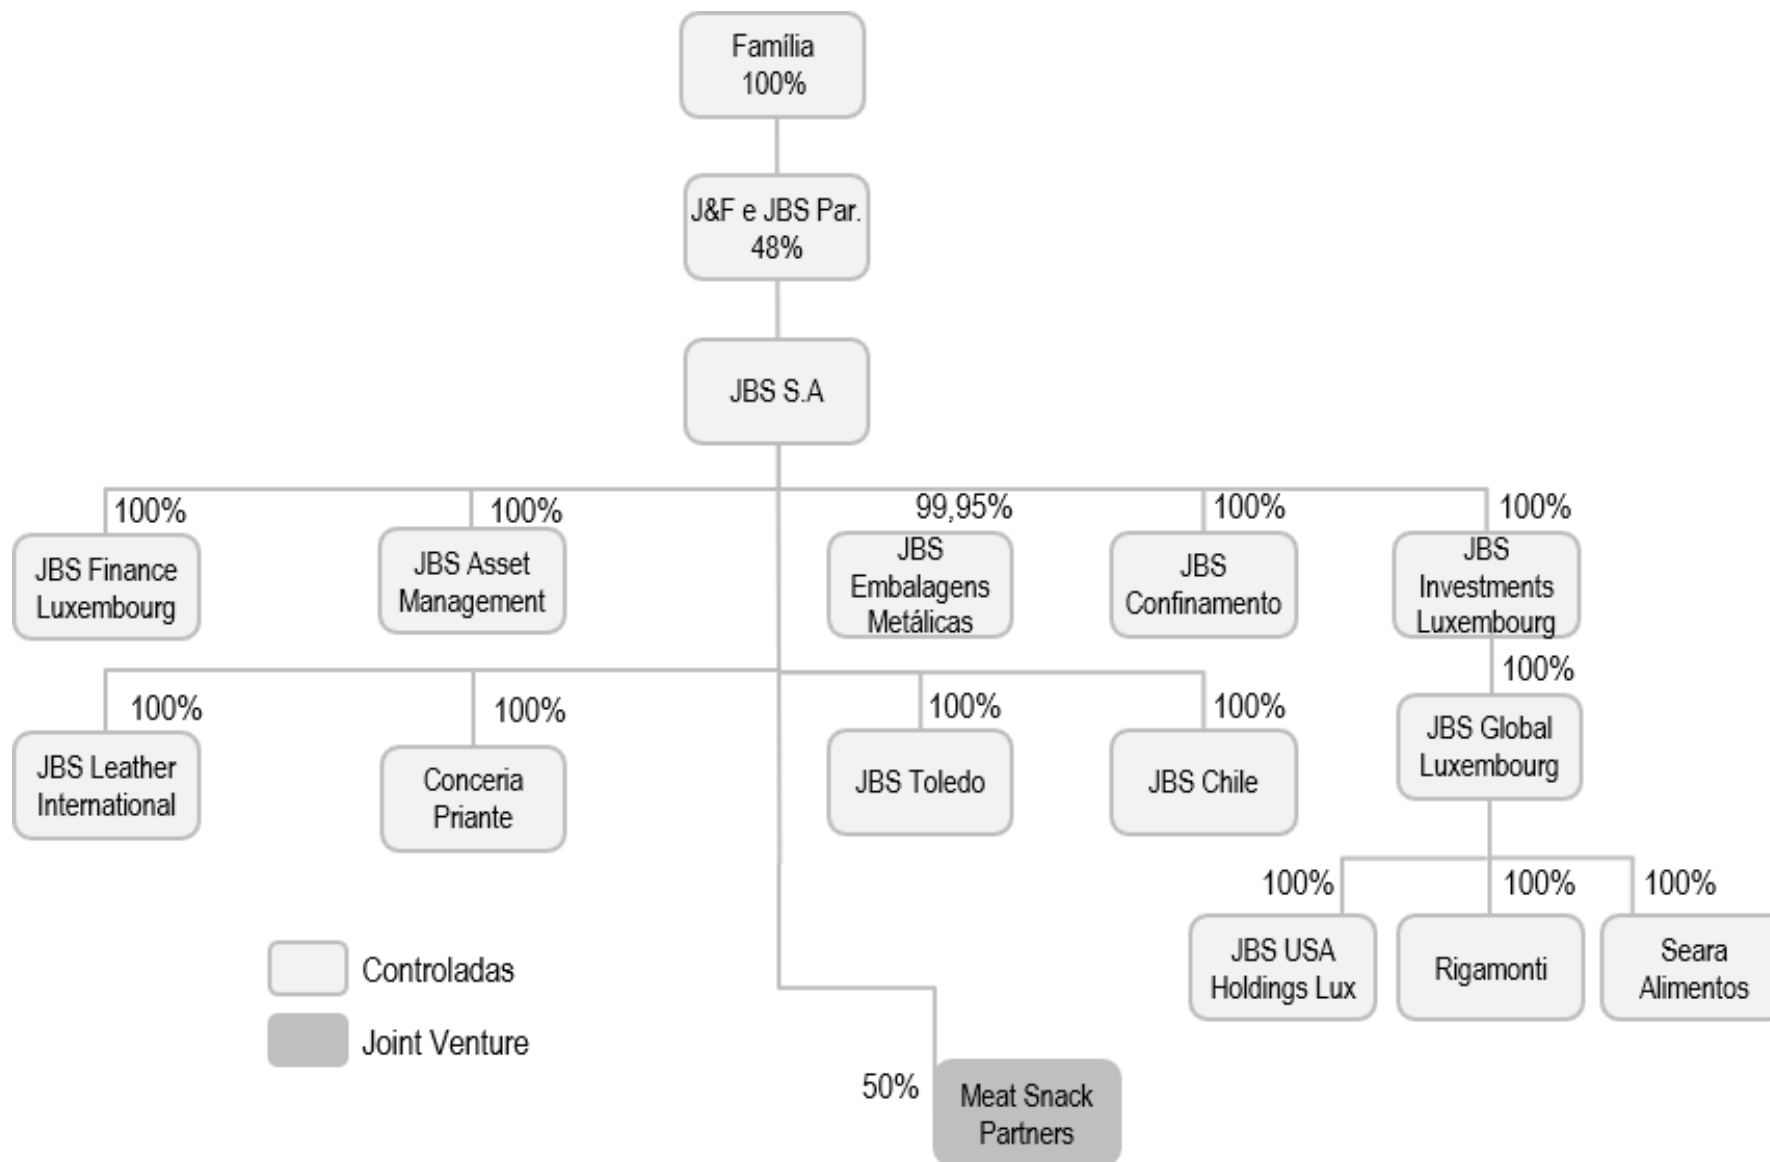 Família
100%
J&F e JBS Par.
48%
JBS S.A
100%
100%
99,95%
100%
100%
JBS Finance
Luxembourg
JBS Asset
Management
JBS
Embalagens
Metálicas
JBS
Confinamento
JBS
Investments
Luxembourg
100%
100%
100%
100%
100%
JBS Leather
International
Conceria
Priante
JBS Toledo
JBS Chile
JBS Global
Luxembourg
100%
100%
100%
JBS USA
Holdings Lux
Rigamonti
Seara
Alimentos
Controladas
Joint Venture
50%
Meat Snack
Partners